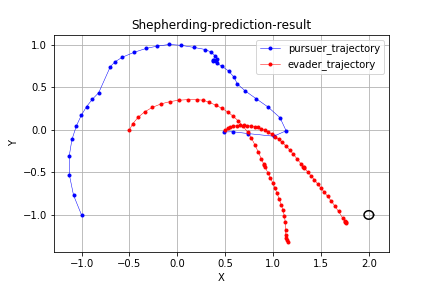 Shepherding-prediction-result
pursuer_trajectory
evader_trajectory
1.0
0.5
0.0
−0.5
−1.0
Y
−1.0 −0.5 0.0 0.5 1.0 1.5 2.0
X